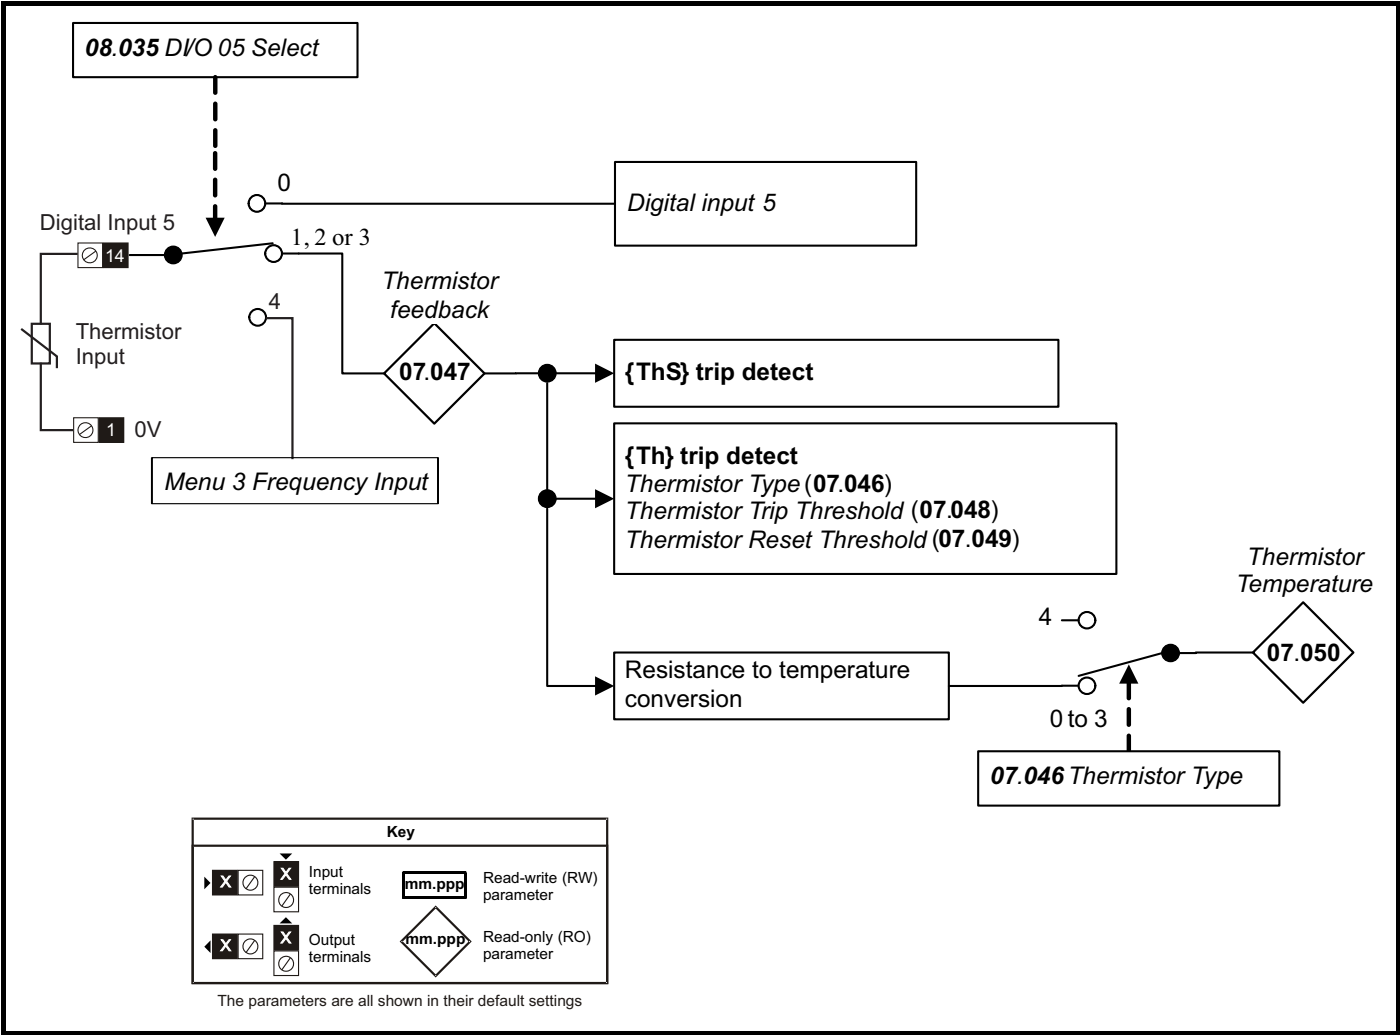 08.035 DI/O 05 Select
0
Digital input 5
Digital Input 5
14
1, 2 or 3
4
Thermistor
feedback
Thermistor
Input
07.047
{ThS} trip detect
1
0V
Menu 3 Frequency Input
{Th} trip detect
Thermistor Type (07.046)
Thermistor Trip Threshold (07.048)
Thermistor Reset Threshold (07.049)
Thermistor
Temperature
4
07.050
Resistance to temperature
conversion
0 to 3
07.046 Thermistor Type
Key
X
X
Input
terminals
mm.ppp
Read-write (RW)
parameter
X
X
Output
terminals
mm.ppp
Read-only (RO)
parameter
The parameters are all shown in their default settings